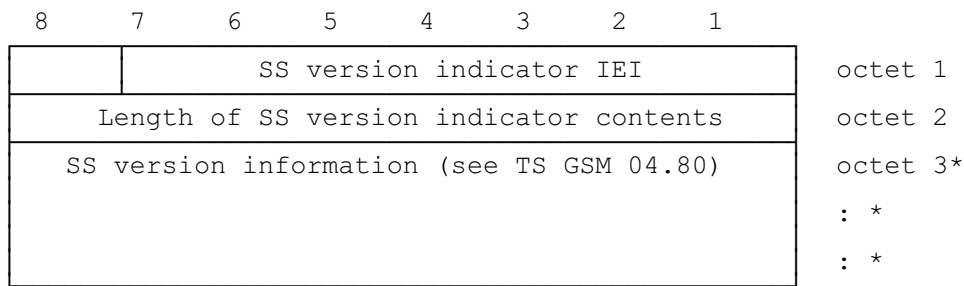 8 7 6 5 4 3 2 1
SS version indicator IEI octet 1
Length of SS version indicator contents octet 2
SS version information (see TS GSM 04.80) octet 3*
: *
: *